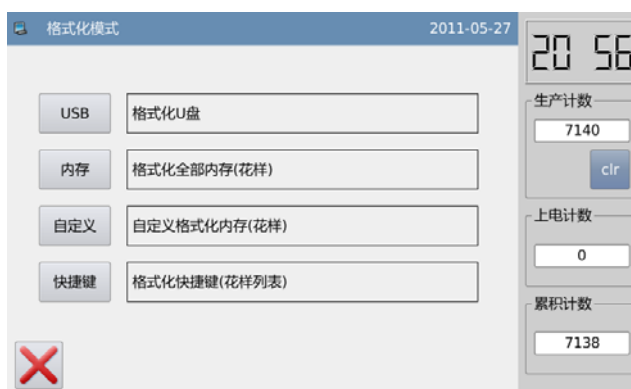 格式化模式 2011-05-27
20 56
USB 格式化U盘
内存 格式化全部内存(花样)
自定义 自定义格式化内存(花样)
快捷键 格式化快捷键(花样列表)
生产计数
7140
clr
上电计数
0
累积计数
7138